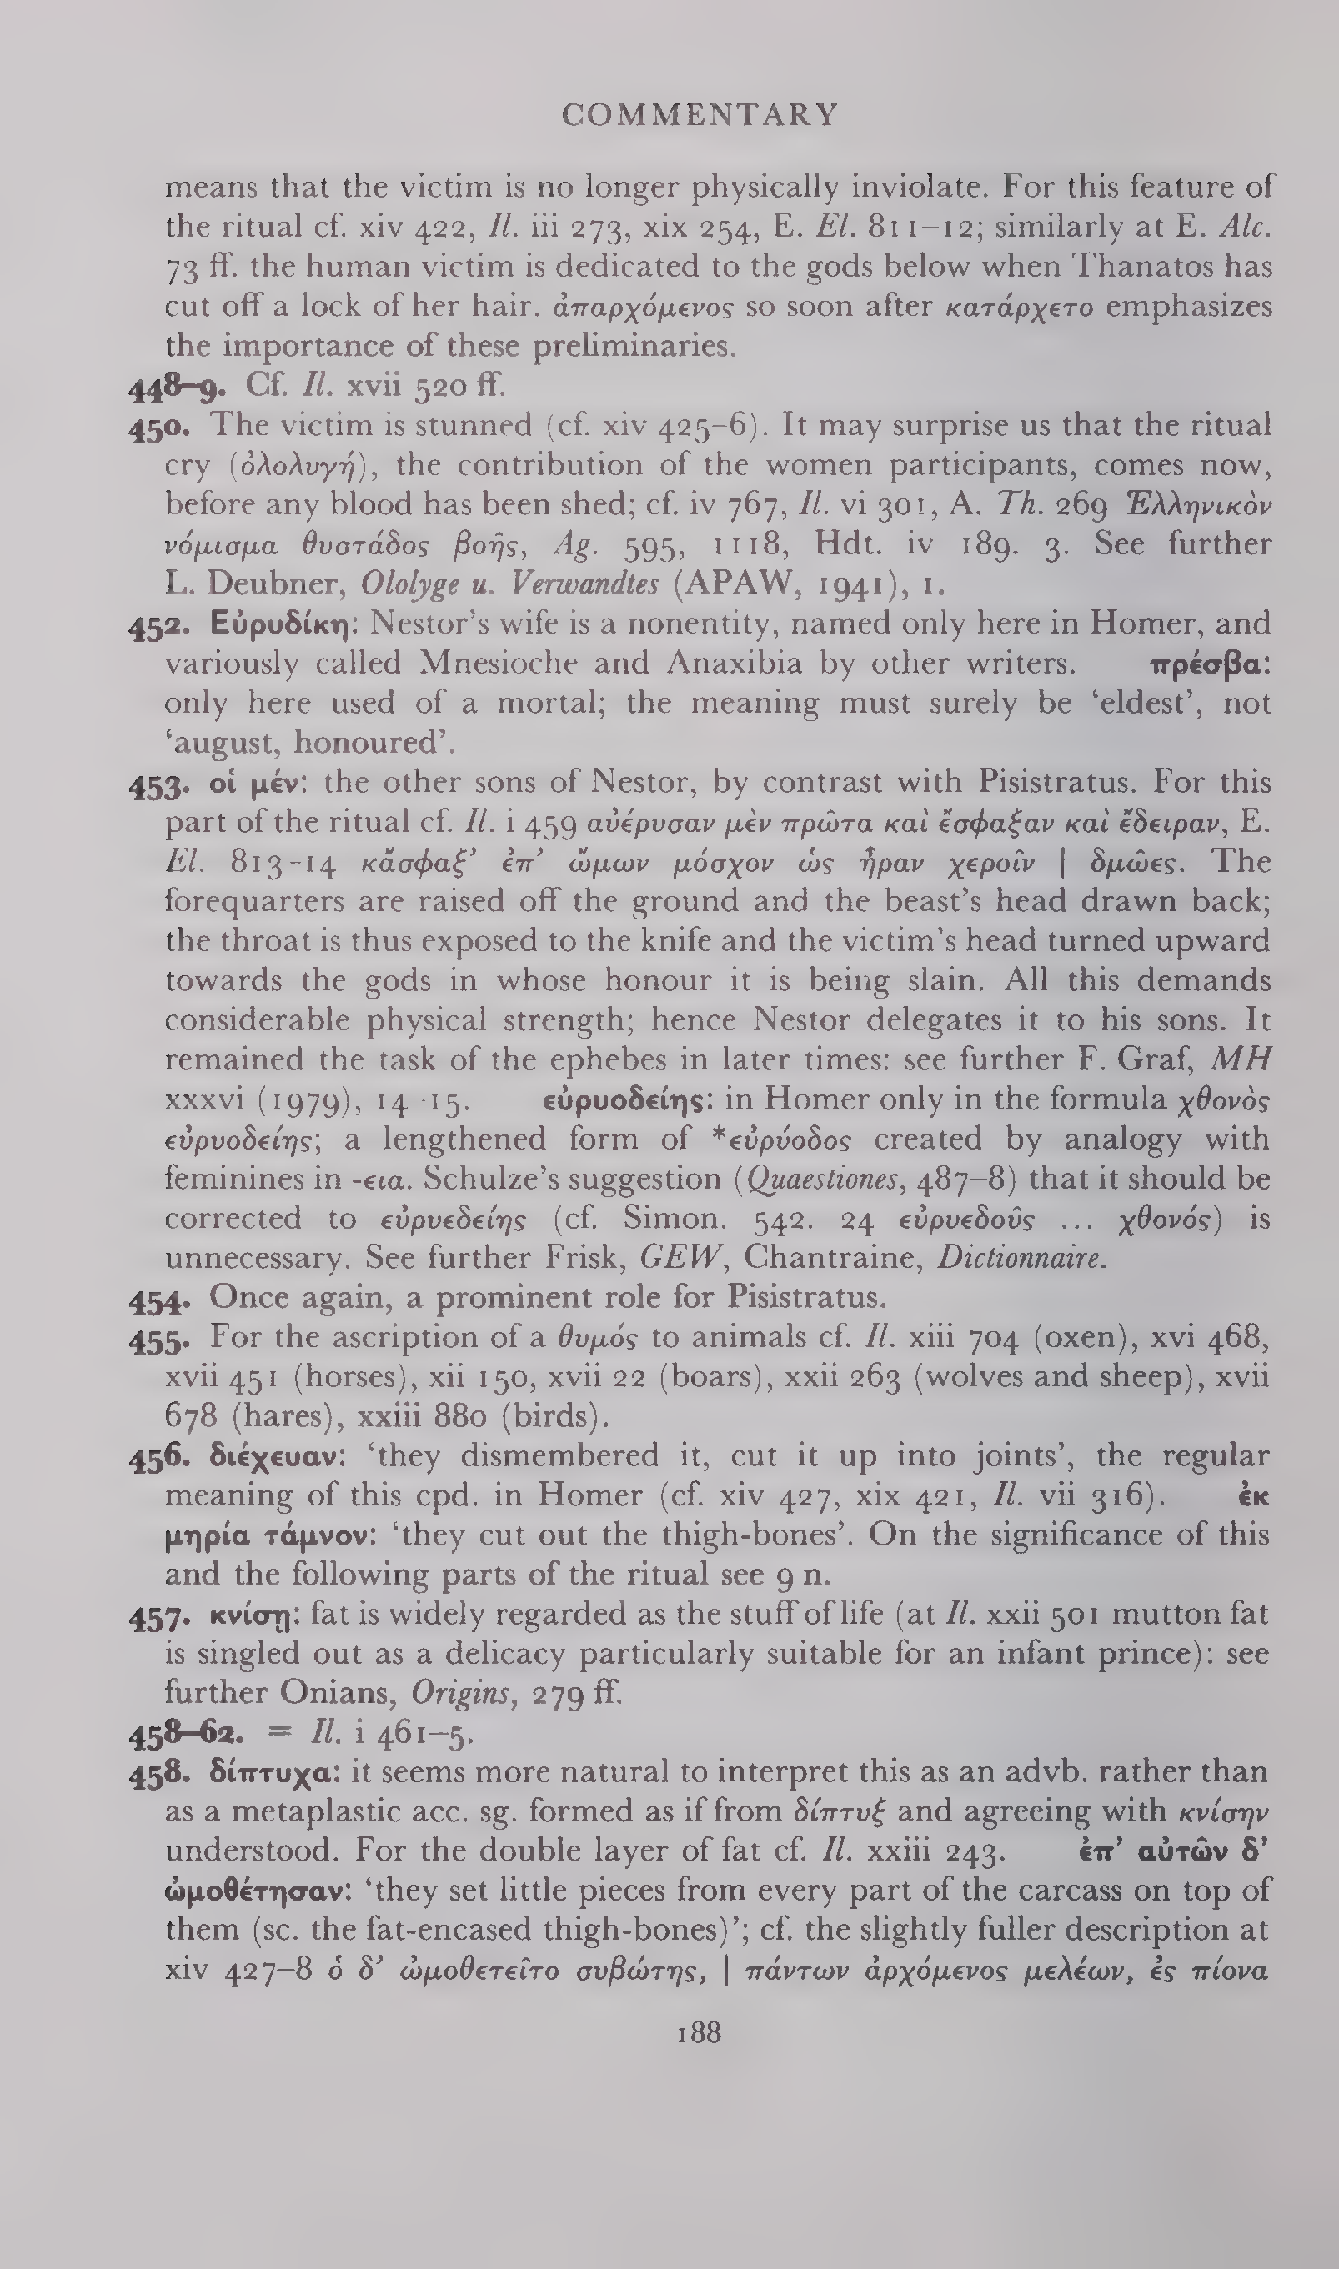 COMMENTARY
means that the victim is no longer physically inviolate. For this feature of
the ritual cf. xiv 422, Il. iii 273, xix 254, E. El. 811–12; similarly at E. Alc.
73 ff. the human victim is dedicated to the gods below when Thanatos has
cut off a lock of her hair. ἀπαρχόμενος so soon after κατάρχετο emphasizes
the importance of these preliminaries.
448–9. Cf. Il. xvii 520 ff.
450. The victim is stunned (cf. xiv 425–6). It may surprise us that the ritual
cry (ὀλολυγή), the contribution of the women participants, comes now,
before any blood has been shed; cf. iv 767, Il. vi 301, A. Th. 269 Ἑλληνικὸν
νόμισμα θυστάδος βοῆς, Ag. 595, 1118, Hdt. iv 189. 3. See further
L. Deubner, Ololyge u. Verwandtes (APAW, 1941), 1.
452. Εὐρυδίκη: Nestor's wife is a nonentity, named only here in Homer, and
variously called Mnesioche and Anaxibia by other writers. πρέσβα:
only here used of a mortal; the meaning must surely be ‘eldest’, not
‘august, honoured’.
453. οἱ μέν: the other sons of Nestor, by contrast with Pisistratus. For this
part of the ritual cf. Il. i 459 αὐέρυσαν μὲν πρῶτα καὶ ἔσφαξαν καὶ ἔδειραν, E.
El. 813–14 κἄσφαξ’ ἐπ’ ὤμων μόσχον ὡς ἦραν χεροῖν | δμῶες. The
forequarters are raised off the ground and the beast's head drawn back;
the throat is thus exposed to the knife and the victim's head turned upward
towards the gods in whose honour it is being slain. All this demands
considerable physical strength; hence Nestor delegates it to his sons. It
remained the task of the ephebes in later times: see further F. Graf, MH
xxxvi (1979), 14–15. εὐρυοδείης: in Homer only in the formula χθονὸς
εὐρυοδείης; a lengthened form of *εὐρύοδος created by analogy with
feminines in -εια. Schulze's suggestion (Quaestiones, 487–8) that it should be
corrected to εὐρυεδείης (cf. Simon. 542. 24 εὐρυεδοῦς ... χθονός) is
unnecessary. See further Frisk, GEW, Chantraine, Dictionnaire.
454. Once again, a prominent role for Pisistratus.
455. For the ascription of a θυμός to animals cf. Il. xiii 704 (oxen), xvi 468,
xvii 451 (horses), xii 150, xvii 22 (boars), xxii 263 (wolves and sheep), xvii
678 (hares), xxiii 880 (birds).
456. διέχευαν: ‘they dismembered it, cut it up into joints’, the regular
meaning of this cpd. in Homer (cf. xiv 427, xix 421, Il. vii 316). ἐκ
μηρία τάμνον: ‘they cut out the thigh-bones’. On the significance of this
and the following parts of the ritual see 9 n.
457. κνίσῃ: fat is widely regarded as the stuff of life (at Il. xxii 501 mutton fat
is singled out as a delicacy particularly suitable for an infant prince): see
further Onians, Origins, 279 ff.
458–62. = Il. i 461–5.
458. δίπτυχα: it seems more natural to interpret this as an advb. rather than
as a metaplastic acc. sg. formed as if from δίπτυξ and agreeing with κνίσην
understood. For the double layer of fat cf. Il. xxiii 243. ἐπ’ αὐτῶν δ’
ὠμοθέτησαν: ‘they set little pieces from every part of the carcass on top of
them (sc. the fat-encased thigh-bones)’; cf. the slightly fuller description at
xiv 427–8 ὁ δ’ ὠμοθετεῖτο συβώτης, | πάντων ἀρχόμενος μελέων, ἐς πίονα
188